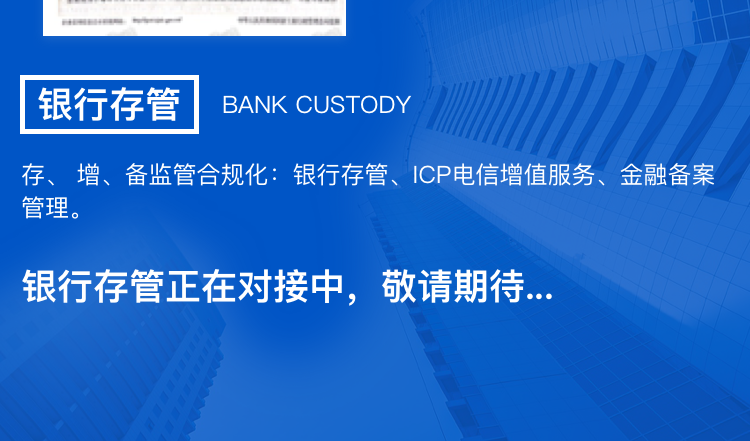 银行存管
BANK CUSTODY
存、 增、备监管合规化：银行存管、ICP电信增值服务、金融备案
管理。
银行存管正在对接中，敬请期待...